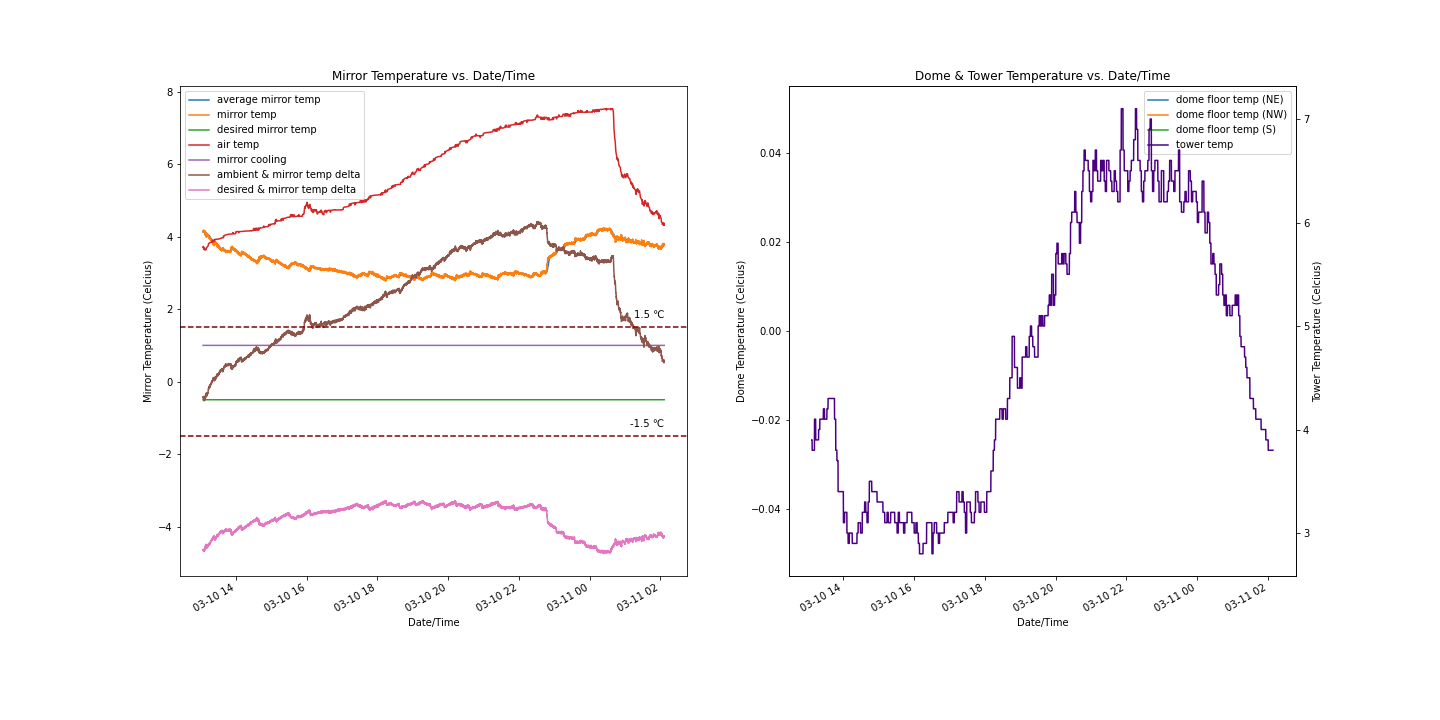 Mirror Temperature vs. Date/Time
average mirror temp
mirror temp
desired mirror temp
air temp
mirror cooling
ambient & mirror temp delta
desired & mirror temp delta
8
6
4
2
0
−2
−4
Mirror Temperature (Celcius)
1.5 ℃
-1.5 ℃
03-10 14
03-10 16
03-10 18
03-10 20
03-10 22
03-11 00
03-11 02
Date/Time
Dome & Tower Temperature vs. Date/Time
dome floor temp (NE)
dome floor temp (NW)
dome floor temp (S)
tower temp
0.04
0.02
0.00
−0.02
−0.04
Dome Temperature (Celcius)
7
6
5
4
3
Tower Temperature (Celcius)
03-10 14
03-10 16
03-10 18
03-10 20
03-10 22
03-11 00
03-11 02
Date/Time